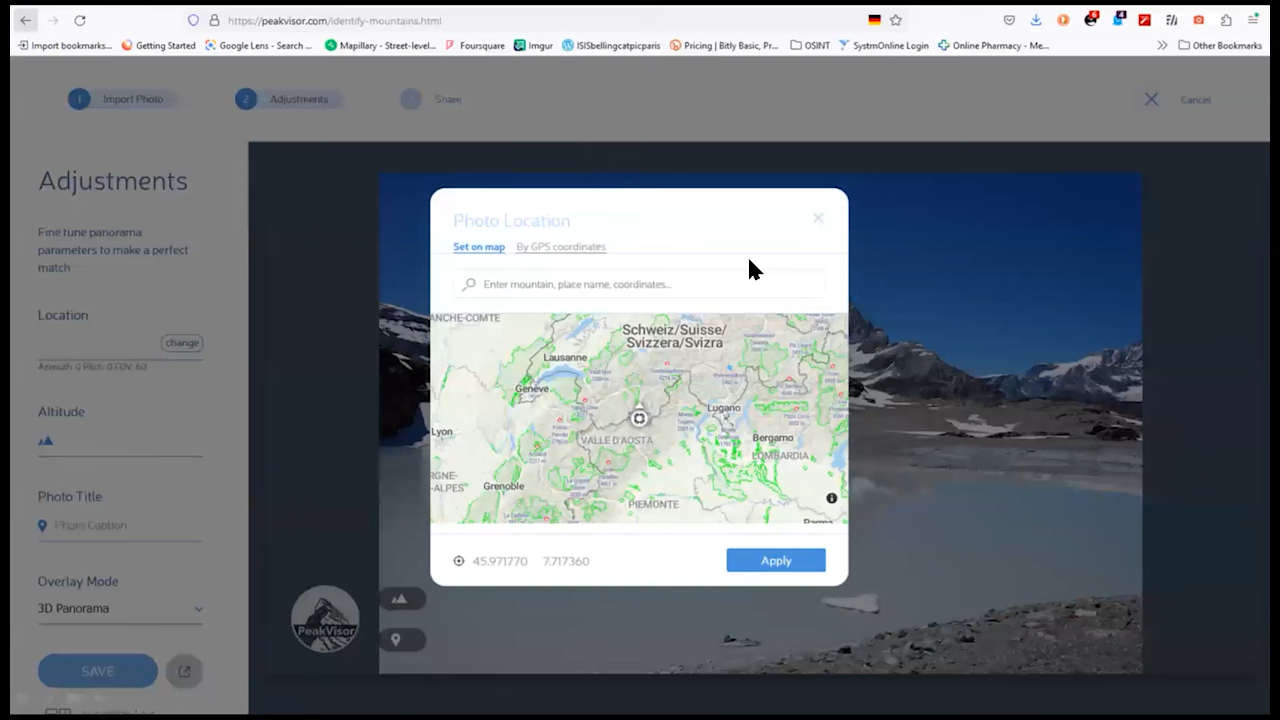 https://peakvisor.com/identify-mountains.html
Import bookmarks... Getting Started Google Lens - Search ... Mapillary - Street-level... Foursquare Imgur ISISbellingcatpicparis Pricing | Bitly Basic, Pr... OSINT SystmOnline Login Online Pharmacy - Me... Other Bookmarks
1 Import Photo 2 Adjustments Share Cancel
Adjustments
Fine tune panorama
parameters to make a perfect
match
Location
change
Azimuth: 0 Pitch: 0 FOV: 60
Altitude
Photo Title
Photo Caption
Overlay Mode
3D Panorama
SAVE
PeakVisor
Photo Location
Set on map By GPS coordinates
Enter mountain, place name, coordinates...
ANCHE-COMTE
Schweiz/Suisse/
Svizzera/Svizra
Lausanne
Genève
Lugano
Lyon
VALLE D'AOSTA
Bergamo
LOMBARDIA
RGNE-
-ALPES
Grenoble
PIEMONTE
Parma
45.971770 7.717360
Apply